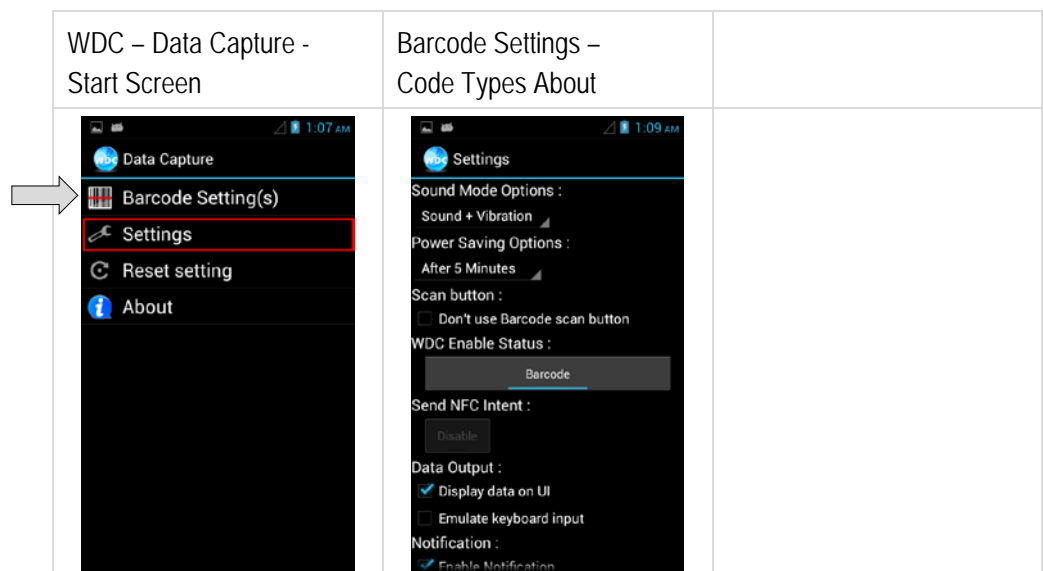 WDC – Data Capture -
Start Screen
Barcode Settings –
Code Types About
1:07 AM
wdc Data Capture
Barcode Setting(s)
Settings
Reset setting
About
1:09 AM
wdc Settings
Sound Mode Options :
Sound + Vibration
Power Saving Options :
After 5 Minutes
Scan button :
Don't use Barcode scan button
WDC Enable Status :
Barcode
Send NFC Intent :
Disable
Data Output :
Display data on UI
Emulate keyboard input
Notification :
Enable Notification